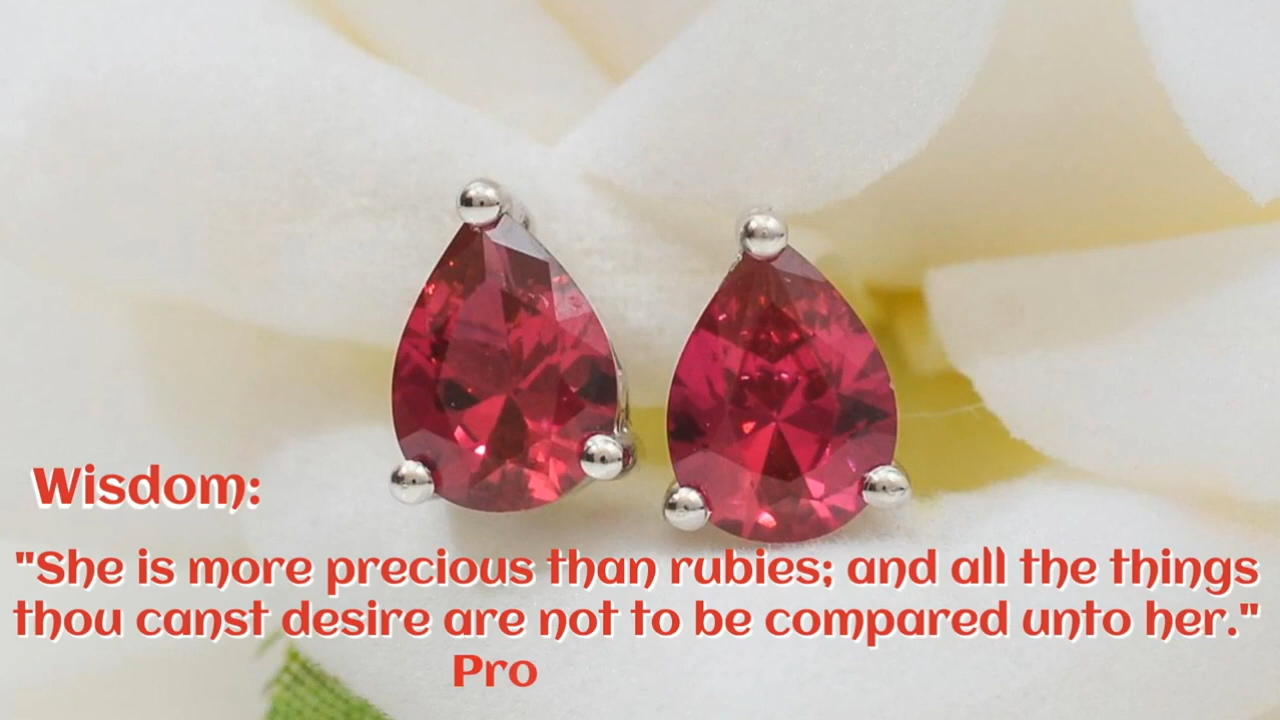 Wisdom:
"She is more precious than rubies; and all the things
thou canst desire are not to be compared unto her."
Pro